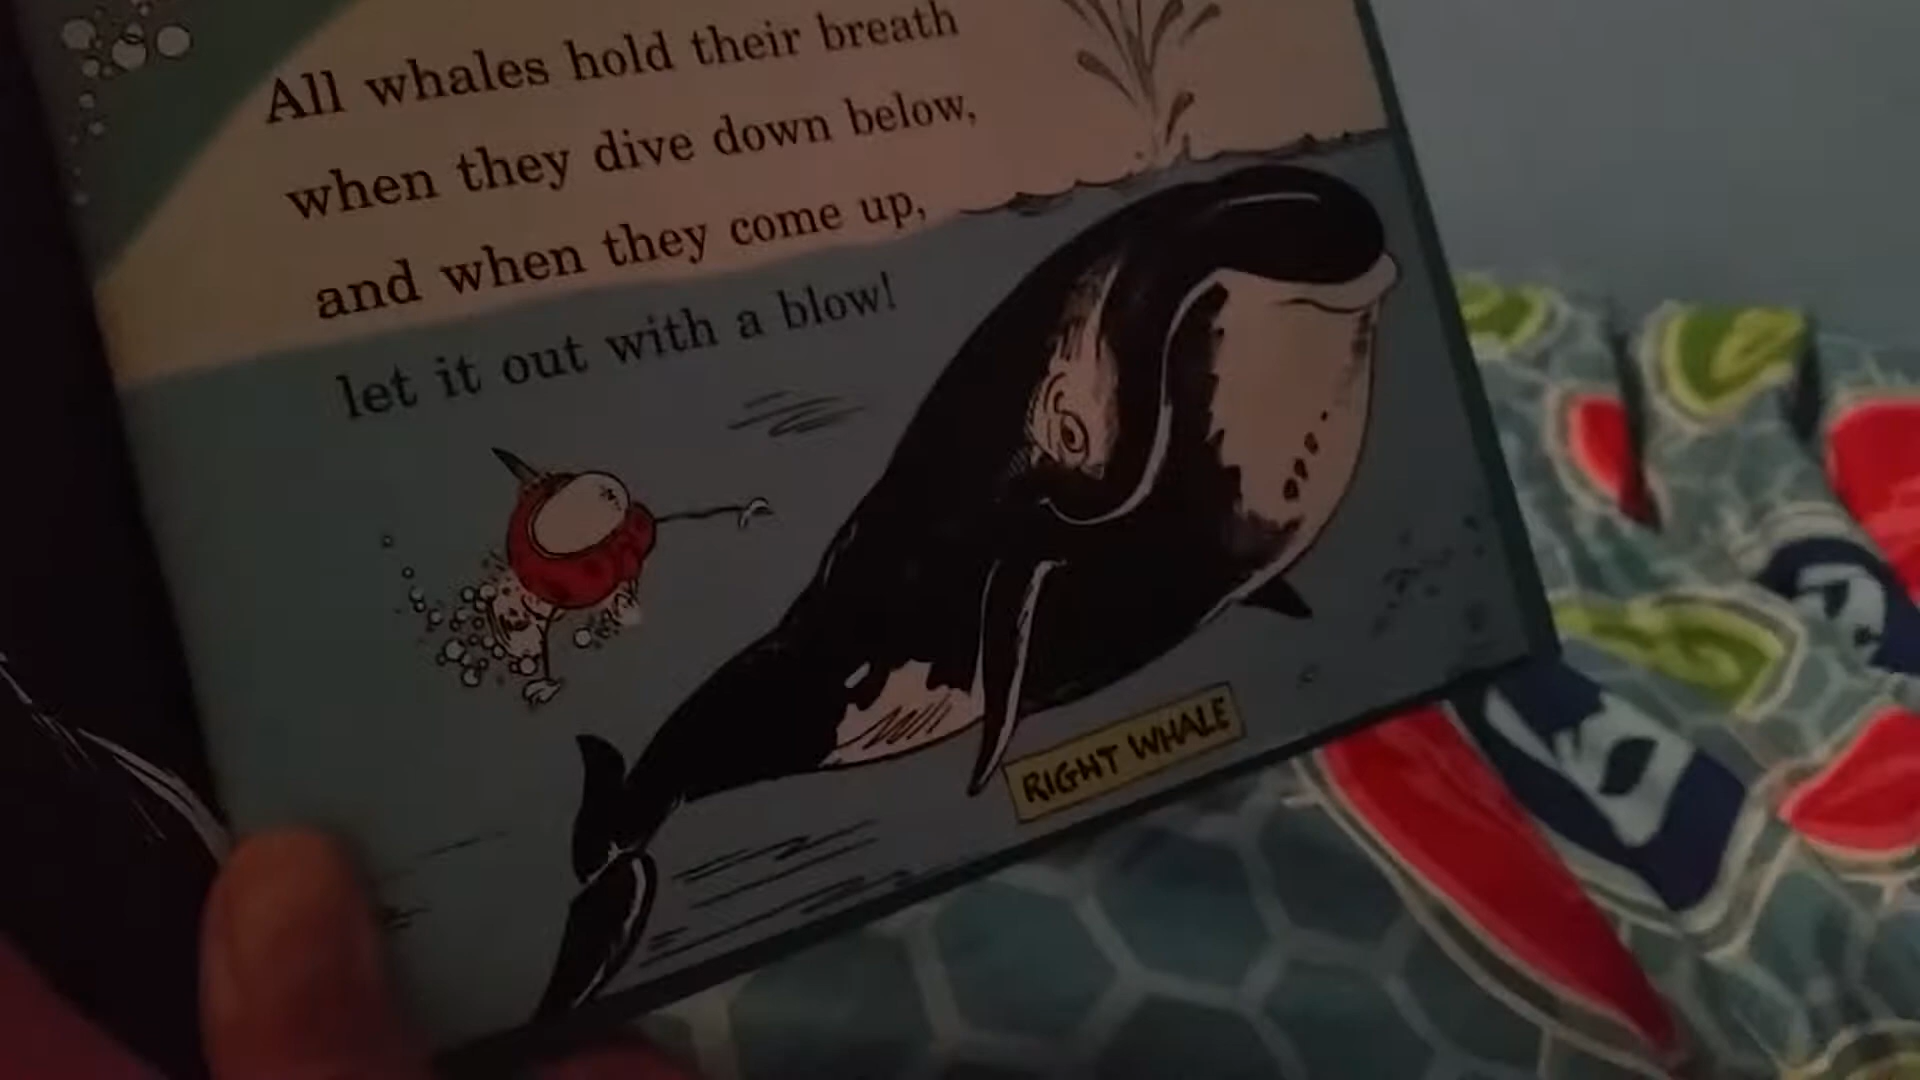 All whales hold their breath
when they dive down below,
and when they come up,
let it out with a blow!
RIGHT WHALE